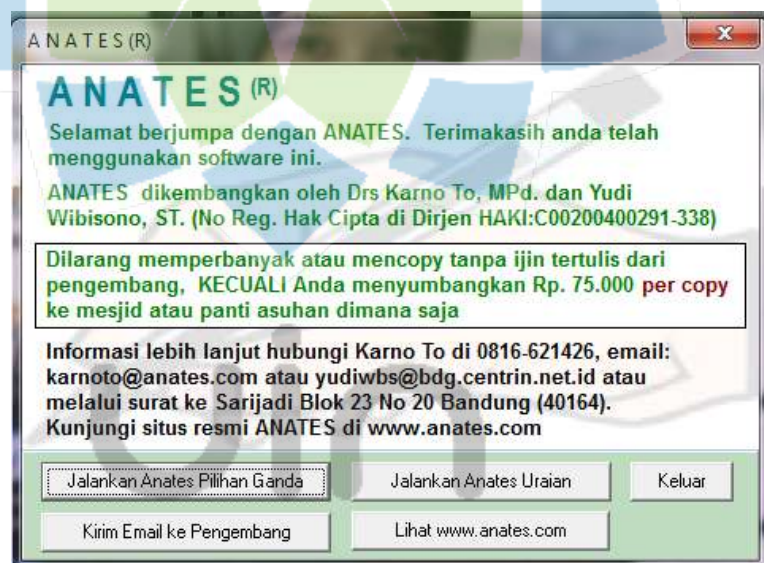 A N A T E S (R)
A N A T E S (R)
Selamat berjumpa dengan ANATES. Terimakasih anda telah
menggunakan software ini.
ANATES dikembangkan oleh Drs Karno To, MPd. dan Yudi
Wibisono, ST. (No Reg. Hak Cipta di Dirjen HAKI:C00200400291-338)
Dilarang memperbanyak atau mencopy tanpa ijin tertulis dari
pengembang, KECUALI Anda menyumbangkan Rp. 75.000 per copy
ke mesjid atau panti asuhan dimana saja
Informasi lebih lanjut hubungi Karno To di 0816-621426, email:
karnoto@anates.com atau yudiwbs@bdg.centrin.net.id atau
melalui surat ke Sarijadi Blok 23 No 20 Bandung (40164).
Kunjungi situs resmi ANATES di www.anates.com
Jalankan Anates Pilihan Ganda
Jalankan Anates Uraian
Keluar
Kirim Email ke Pengembang
Lihat www.anates.com
uin